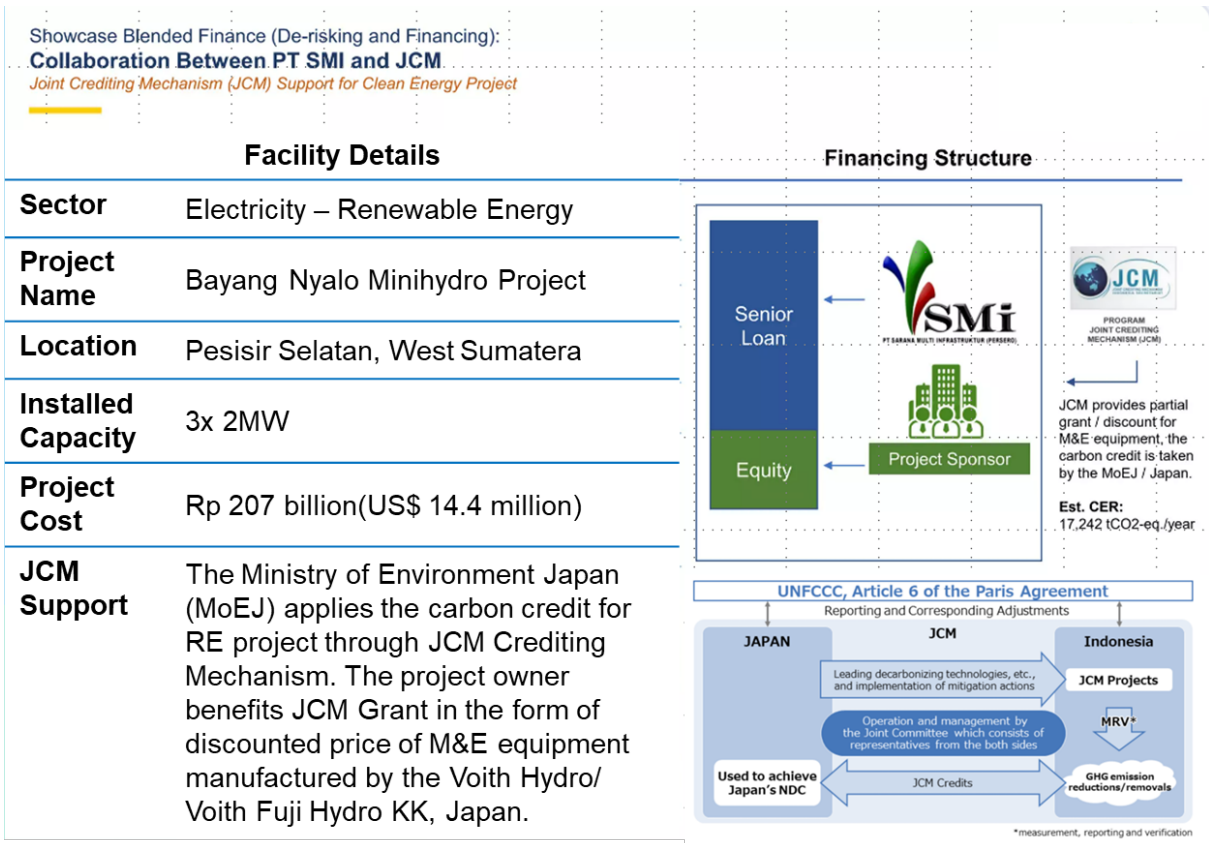 Showcase Blended Finance (De-risking and Financing):
Collaboration Between PT SMI and JCM
Joint Crediting Mechanism (JCM) Support for Clean Energy Project
Facility Details
Sector
Electricity – Renewable Energy
Project
Name
Bayang Nyalo Minihydro Project
Location
Pesisir Selatan, West Sumatera
Installed
Capacity
3x 2MW
Project
Cost
Rp 207 billion(US$ 14.4 million)
JCM
Support
The Ministry of Environment Japan
(MoEJ) applies the carbon credit for
RE project through JCM Crediting
Mechanism. The project owner
benefits JCM Grant in the form of
discounted price of M&E equipment
manufactured by the Voith Hydro/
Voith Fuji Hydro KK, Japan.
Financing Structure
Senior
Loan
Equity
SMi
PT SARANA MULTI INFRASTRUKTUR (PERSERO)
Project Sponsor
JCM
PROGRAM
JOINT CREDITING
MECHANISM (JCM)
JCM provides partial
grant / discount for
M&E equipment, the
carbon credit is taken
by the MoEJ / Japan.
Est. CER:
17,242 tCO2-eq./year
UNFCCC, Article 6 of the Paris Agreement
Reporting and Corresponding Adjustments
JAPAN
JCM
Indonesia
Leading decarbonizing technologies, etc.,
and implementation of mitigation actions
JCM Projects
Operation and management by
the Joint Committee which consists of
representatives from the both sides
MRV*
Used to achieve
Japan's NDC
JCM Credits
GHG emission
reductions/removals
*measurement, reporting and verification